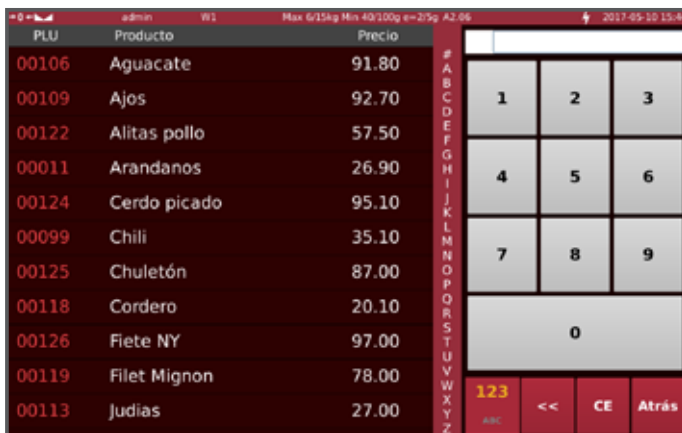 →0← admin W1 Max 6/15kg Min 40/100g e=2/5g A2.06 2017-05-10 15:4
PLU Producto Precio
00106 Aguacate 91.80
00109 Ajos 92.70
00122 Alitas pollo 57.50
00011 Arandanos 26.90
00124 Cerdo picado 95.10
00099 Chili 35.10
00125 Chuletón 87.00
00118 Cordero 20.10
00126 Fiete NY 97.00
00119 Filet Mignon 78.00
00113 Judias 27.00
#
A
B
C
D
E
F
G
H
I
J
K
L
M
N
O
P
Q
R
S
T
U
V
W
X
Y
Z
1 2 3
4 5 6
7 8 9
0
123 << CE Atrás
ABC